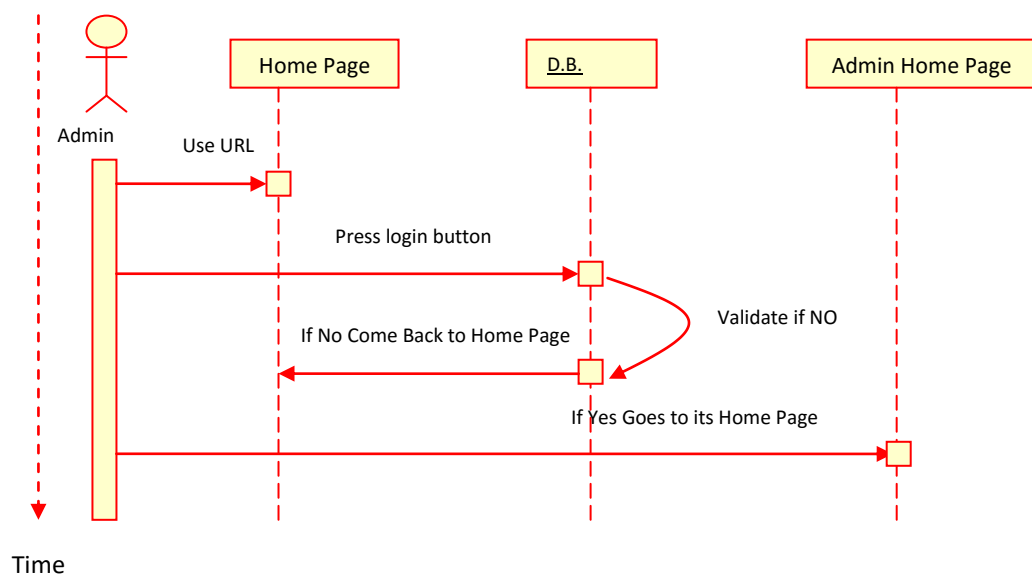 Home Page
D.B.
Admin Home Page
Admin
Use URL
Press login button
Validate if NO
If No Come Back to Home Page
If Yes Goes to its Home Page
Time